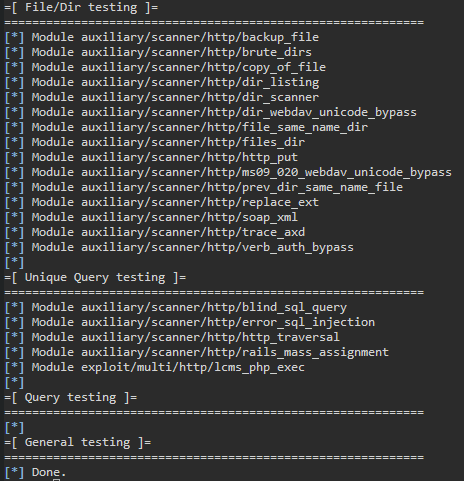 =[ File/Dir testing ]=
============================================================
[*] Module auxiliary/scanner/http/backup_file
[*] Module auxiliary/scanner/http/brute_dirs
[*] Module auxiliary/scanner/http/copy_of_file
[*] Module auxiliary/scanner/http/dir_listing
[*] Module auxiliary/scanner/http/dir_scanner
[*] Module auxiliary/scanner/http/dir_webdav_unicode_bypass
[*] Module auxiliary/scanner/http/file_same_name_dir
[*] Module auxiliary/scanner/http/files_dir
[*] Module auxiliary/scanner/http/http_put
[*] Module auxiliary/scanner/http/ms09_020_webdav_unicode_bypass
[*] Module auxiliary/scanner/http/prev_dir_same_name_file
[*] Module auxiliary/scanner/http/replace_ext
[*] Module auxiliary/scanner/http/soap_xml
[*] Module auxiliary/scanner/http/trace_axd
[*] Module auxiliary/scanner/http/verb_auth_bypass
[*]
=[ Unique Query testing ]=
============================================================
[*] Module auxiliary/scanner/http/blind_sql_query
[*] Module auxiliary/scanner/http/error_sql_injection
[*] Module auxiliary/scanner/http/http_traversal
[*] Module auxiliary/scanner/http/rails_mass_assignment
[*] Module exploit/multi/http/lcms_php_exec
[*]
=[ Query testing ]=
============================================================
[*]
=[ General testing ]=
============================================================
[*] Done.